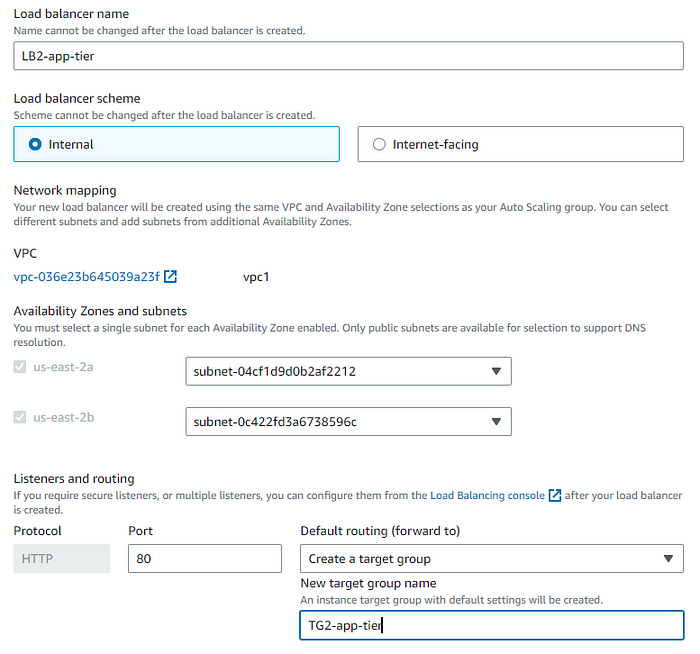 Load balancer name
Name cannot be changed after the load balancer is created.
LB2-app-tier
Load balancer scheme
Scheme cannot be changed after the load balancer is created.
Internal
Internet-facing
Network mapping
Your new load balancer will be created using the same VPC and Availability Zone selections as your Auto Scaling group. You can select
different subnets and add subnets from additional Availability Zones.
VPC
vpc-036e23b645039a23f
vpc1
Availability Zones and subnets
You must select a single subnet for each Availability Zone enabled. Only public subnets are available for selection to support DNS
resolution.
us-east-2a
subnet-04cf1d9d0b2af2212
us-east-2b
subnet-0c422fd3a6738596c
Listeners and routing
If you require secure listeners, or multiple listeners, you can configure them from the Load Balancing console after your load balancer
is created.
Protocol
Port
Default routing (forward to)
HTTP
80
Create a target group
New target group name
An instance target group with default settings will be created.
TG2-app-tier